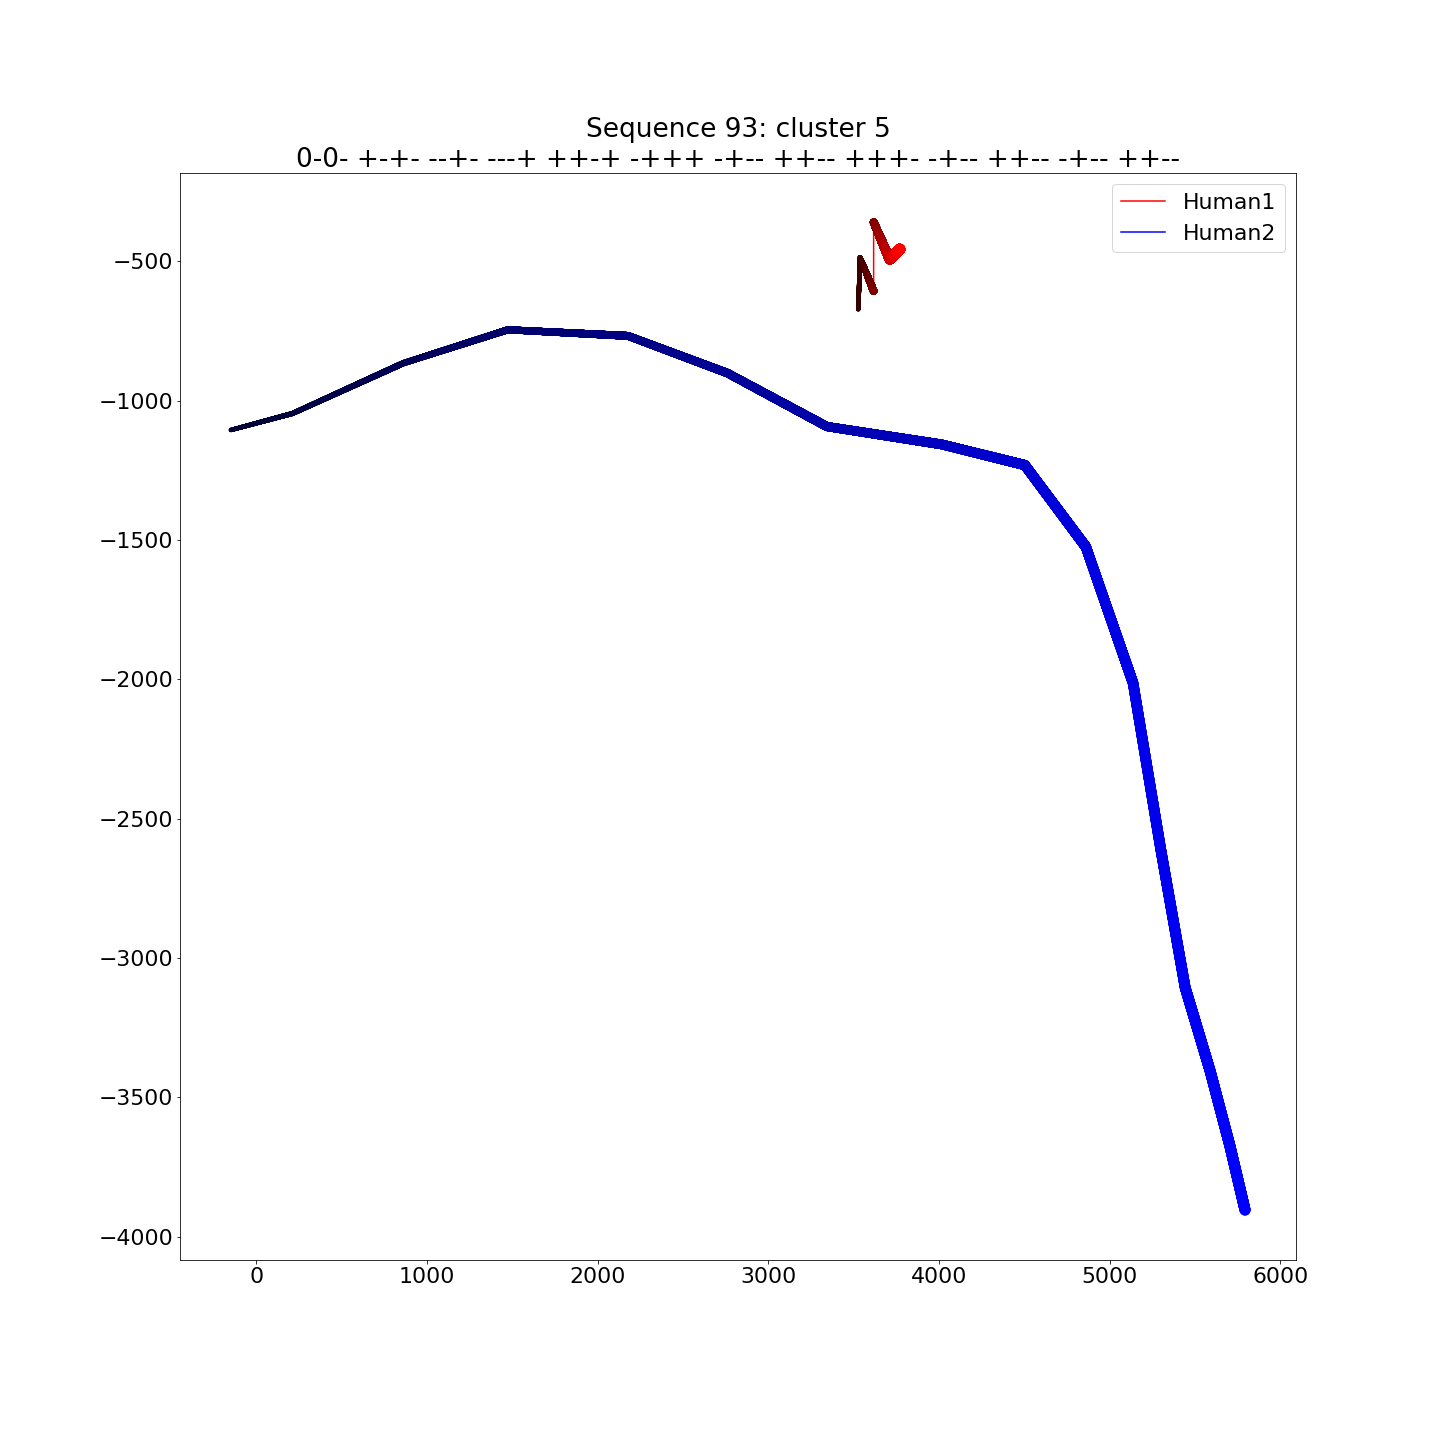 Sequence 93: cluster 5
0-0- +-+- --+- ---+ ++-+ -+++ -+-- ++-- +++- -+-- ++-- -+-- ++--
Human1
Human2
−500
−1000
−1500
−2000
−2500
−3000
−3500
−4000
0 1000 2000 3000 4000 5000 6000